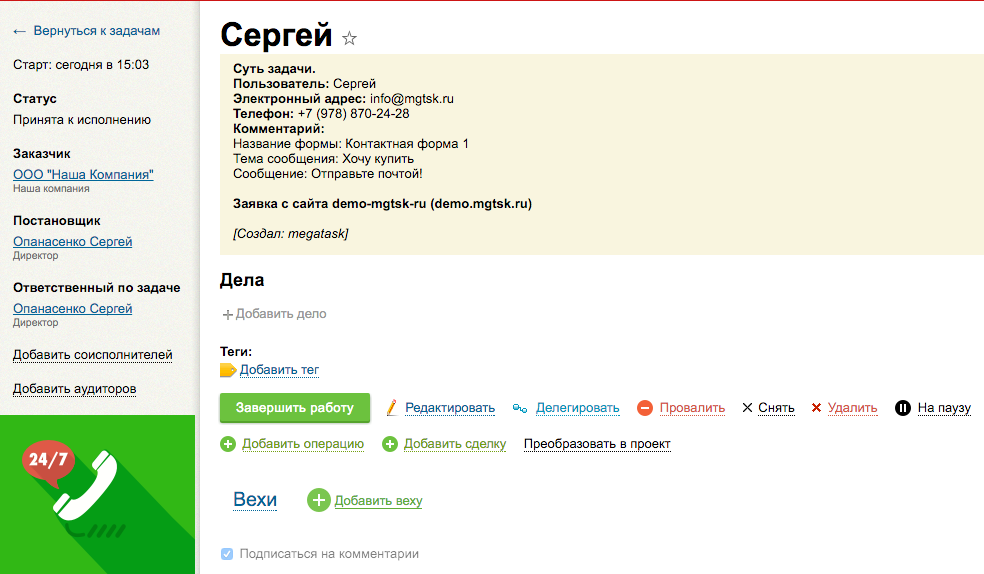 ← Вернуться к задачам
Старт: сегодня в 15:03
Статус
Принята к исполнению
Заказчик
ООО "Наша Компания"
Наша компания
Постановщик
Опанасенко Сергей
Директор
Ответственный по задаче
Опанасенко Сергей
Директор
Добавить соисполнителей
Добавить аудиторов
24/7
Сергей
Суть задачи.
Пользователь: Сергей
Электронный адрес: info@mgtsk.ru
Телефон: +7 (978) 870-24-28
Комментарий:
Название формы: Контактная форма 1
Тема сообщения: Хочу купить
Сообщение: Отправьте почтой!
Заявка с сайта demo-mgtsk-ru (demo.mgtsk.ru)
[Создал: megatask]
Дела
Добавить дело
Теги:
Добавить тег
Завершить работу Редактировать Делегировать Провалить Снять Удалить На паузу
Добавить операцию Добавить сделку Преобразовать в проект
Вехи Добавить веху
Подписаться на комментарии